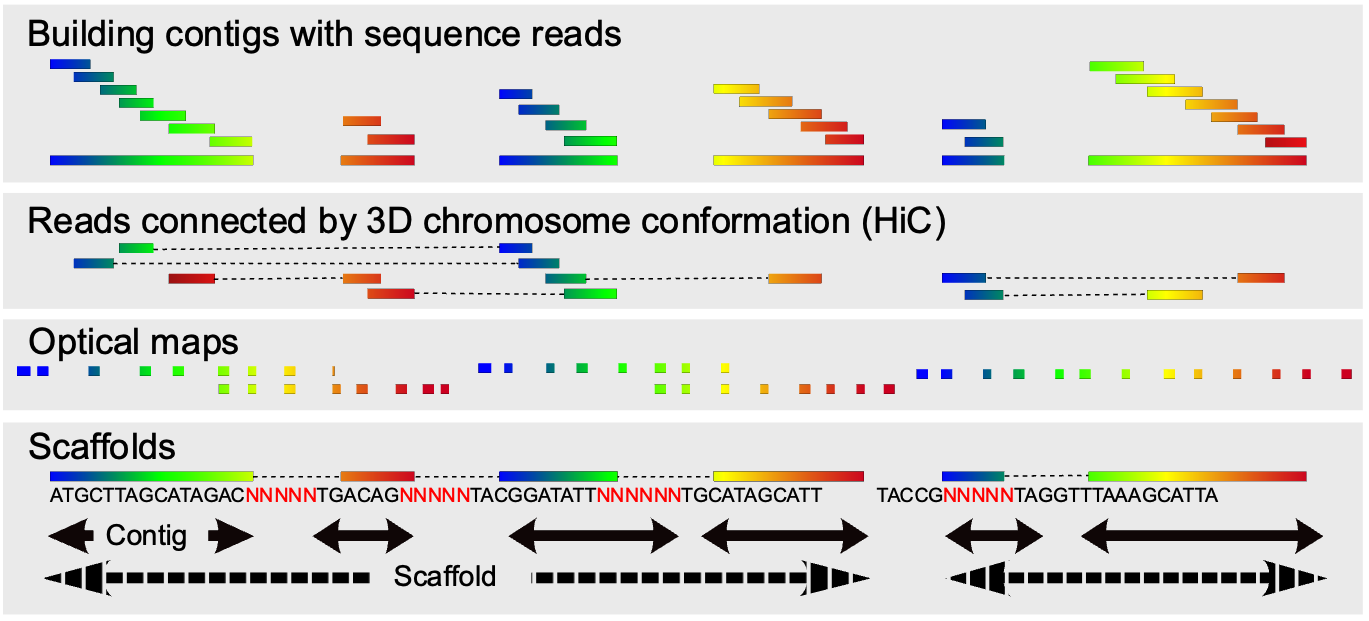 Building contigs with sequence reads
Reads connected by 3D chromosome conformation (HiC)
Optical maps
Scaffolds
ATGCTTAGCATAGACNNNNNTGACAGNNNNNTACGGATATTNNNNNNTGCATAGCATT TACCGNNNNNTAGGTTTAAAGCATTA
Contig
Scaffold